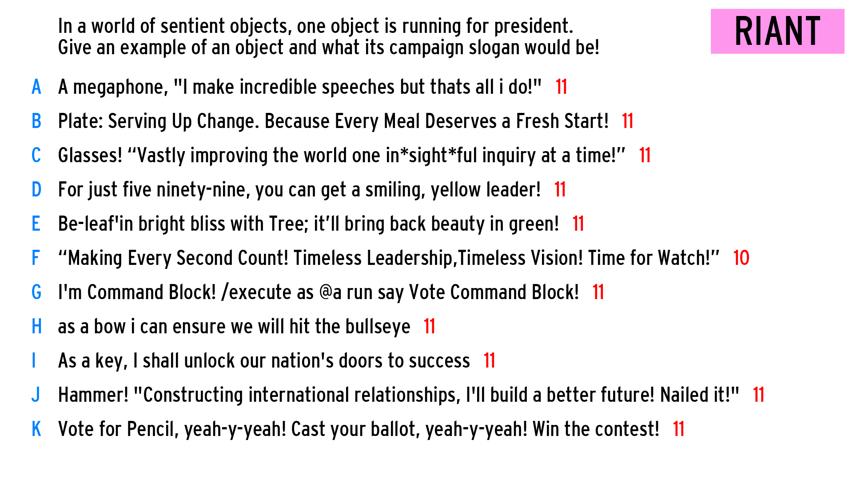 In a world of sentient objects, one object is running for president.
Give an example of an object and what its campaign slogan would be!
RIANT
A A megaphone, "I make incredible speeches but thats all i do!" 11
B Plate: Serving Up Change. Because Every Meal Deserves a Fresh Start! 11
C Glasses! “Vastly improving the world one in*sight*ful inquiry at a time!” 11
D For just five ninety-nine, you can get a smiling, yellow leader! 11
E Be-leaf'in bright bliss with Tree; it’ll bring back beauty in green! 11
F “Making Every Second Count! Timeless Leadership,Timeless Vision! Time for Watch!” 10
G I'm Command Block! /execute as @a run say Vote Command Block! 11
H as a bow i can ensure we will hit the bullseye 11
I As a key, I shall unlock our nation's doors to success 11
J Hammer! "Constructing international relationships, I'll build a better future! Nailed it!" 11
K Vote for Pencil, yeah-y-yeah! Cast your ballot, yeah-y-yeah! Win the contest! 11